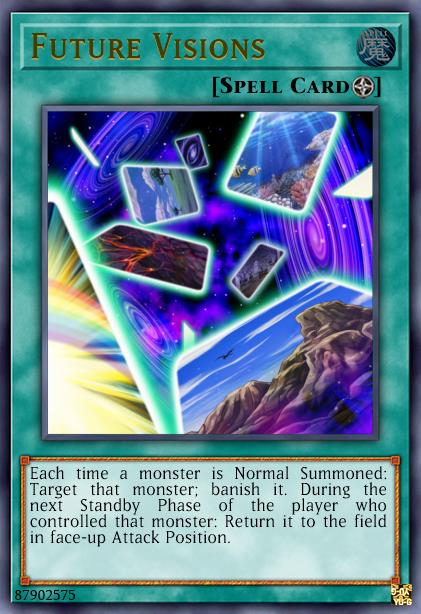 FUTURE VISIONS
魔
[SPELL CARD]
Each time a monster is Normal Summoned:
Target that monster; banish it. During the
next Standby Phase of the player who
controlled that monster: Return it to the field
in face-up Attack Position.
87902575